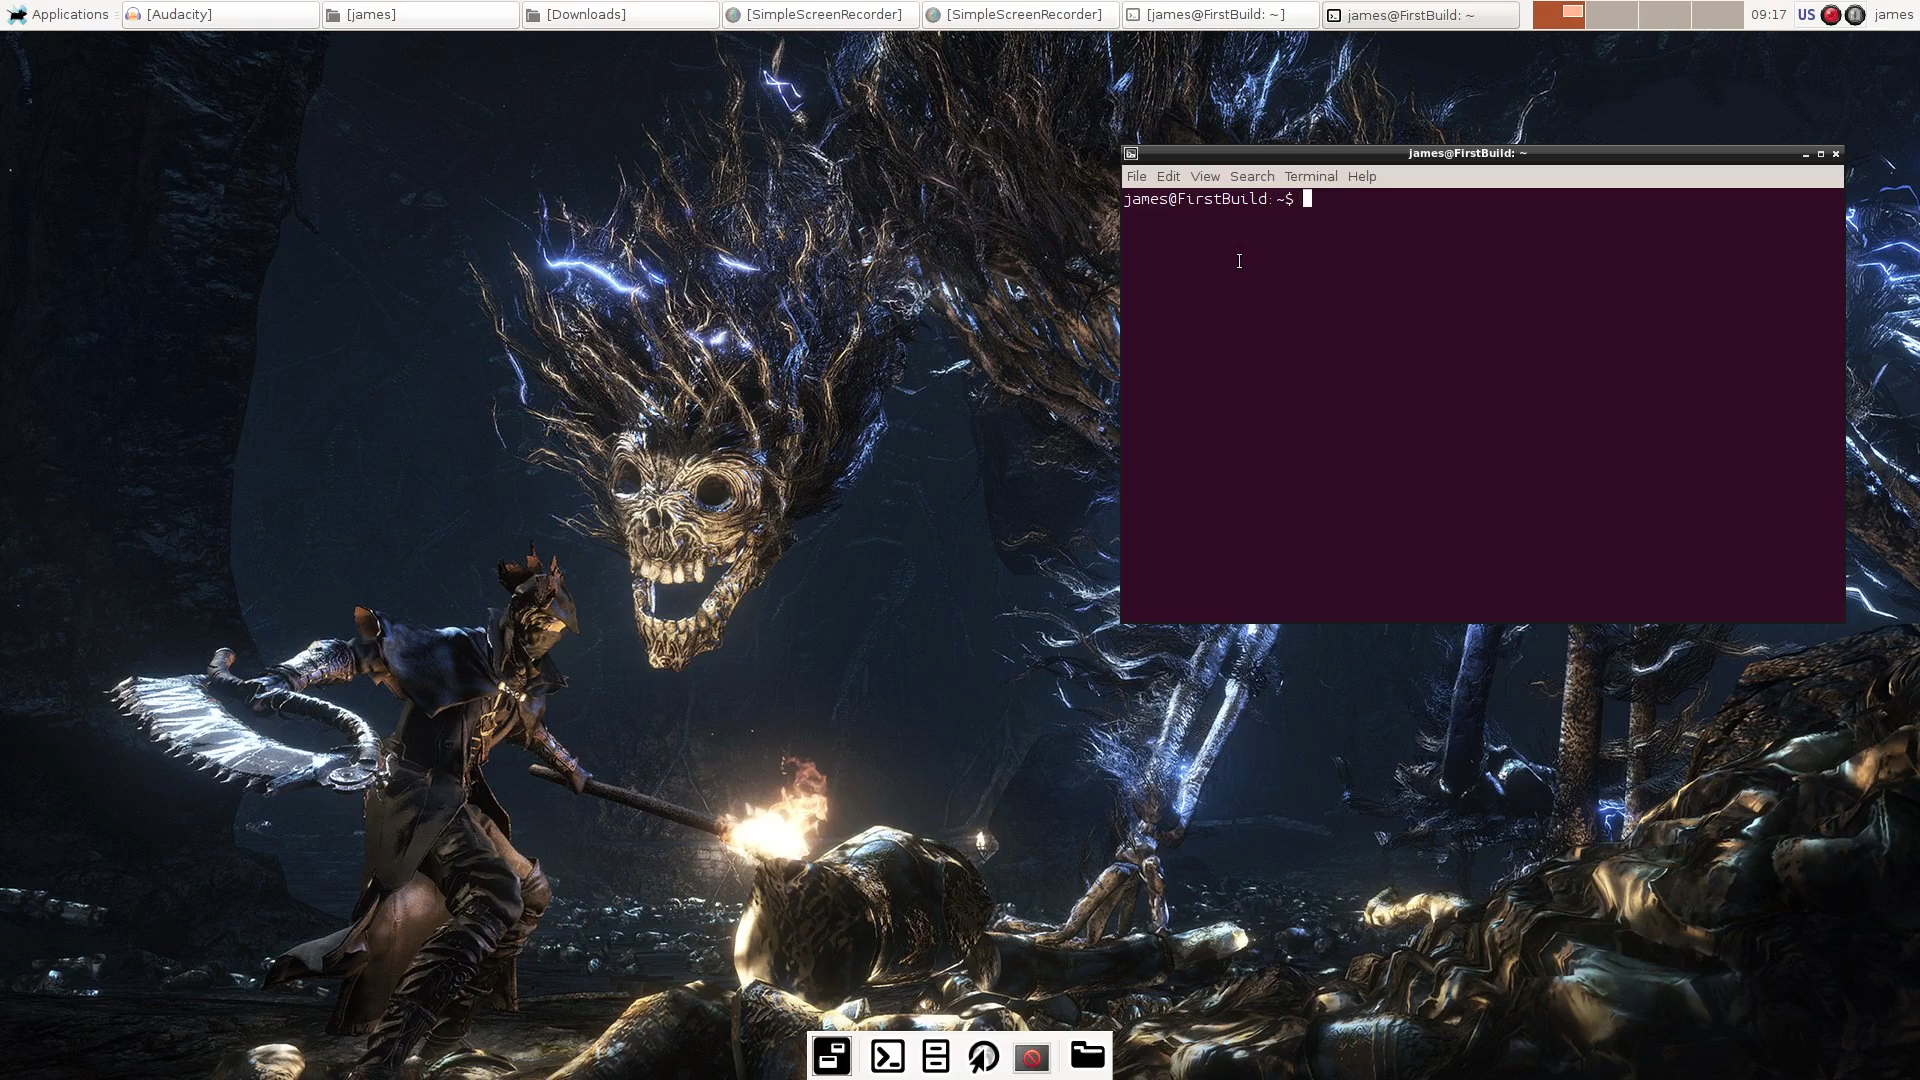 Applications
[Audacity]
[james]
[Downloads]
[SimpleScreenRecorder]
[SimpleScreenRecorder]
[james@FirstBuild: ~]
james@FirstBuild: ~
09:17
US
james
james@FirstBuild: ~
File Edit View Search Terminal Help
james@FirstBuild:~$